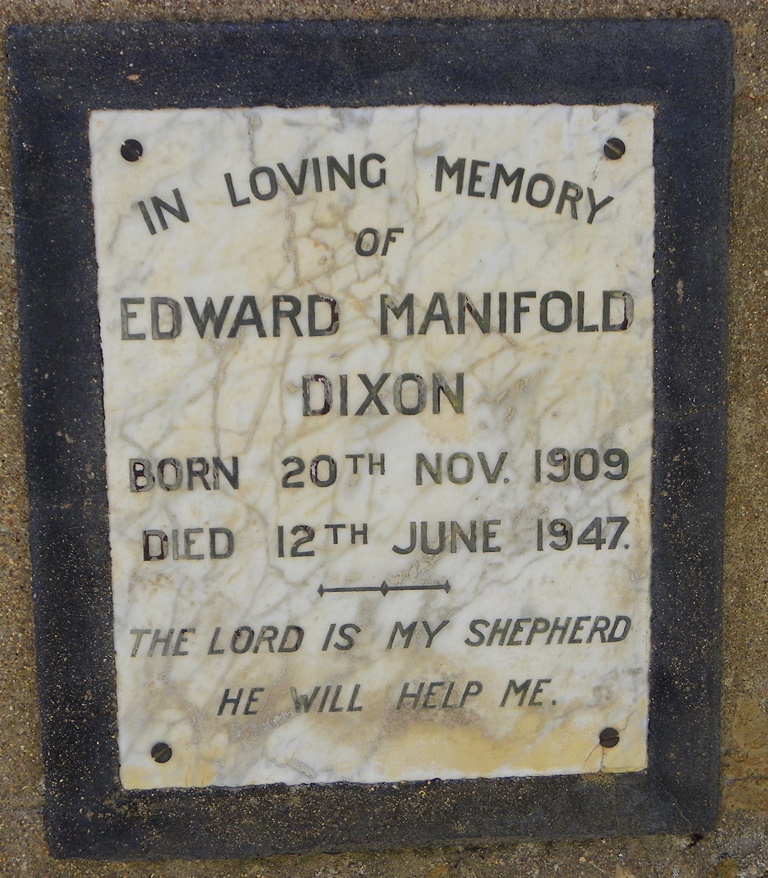 IN LOVING MEMORY
OF
EDWARD MANIFOLD
DIXON
BORN 20TH NOV. 1909
DIED 12TH JUNE 1947.
THE LORD IS MY SHEPHERD
HE WILL HELP ME.